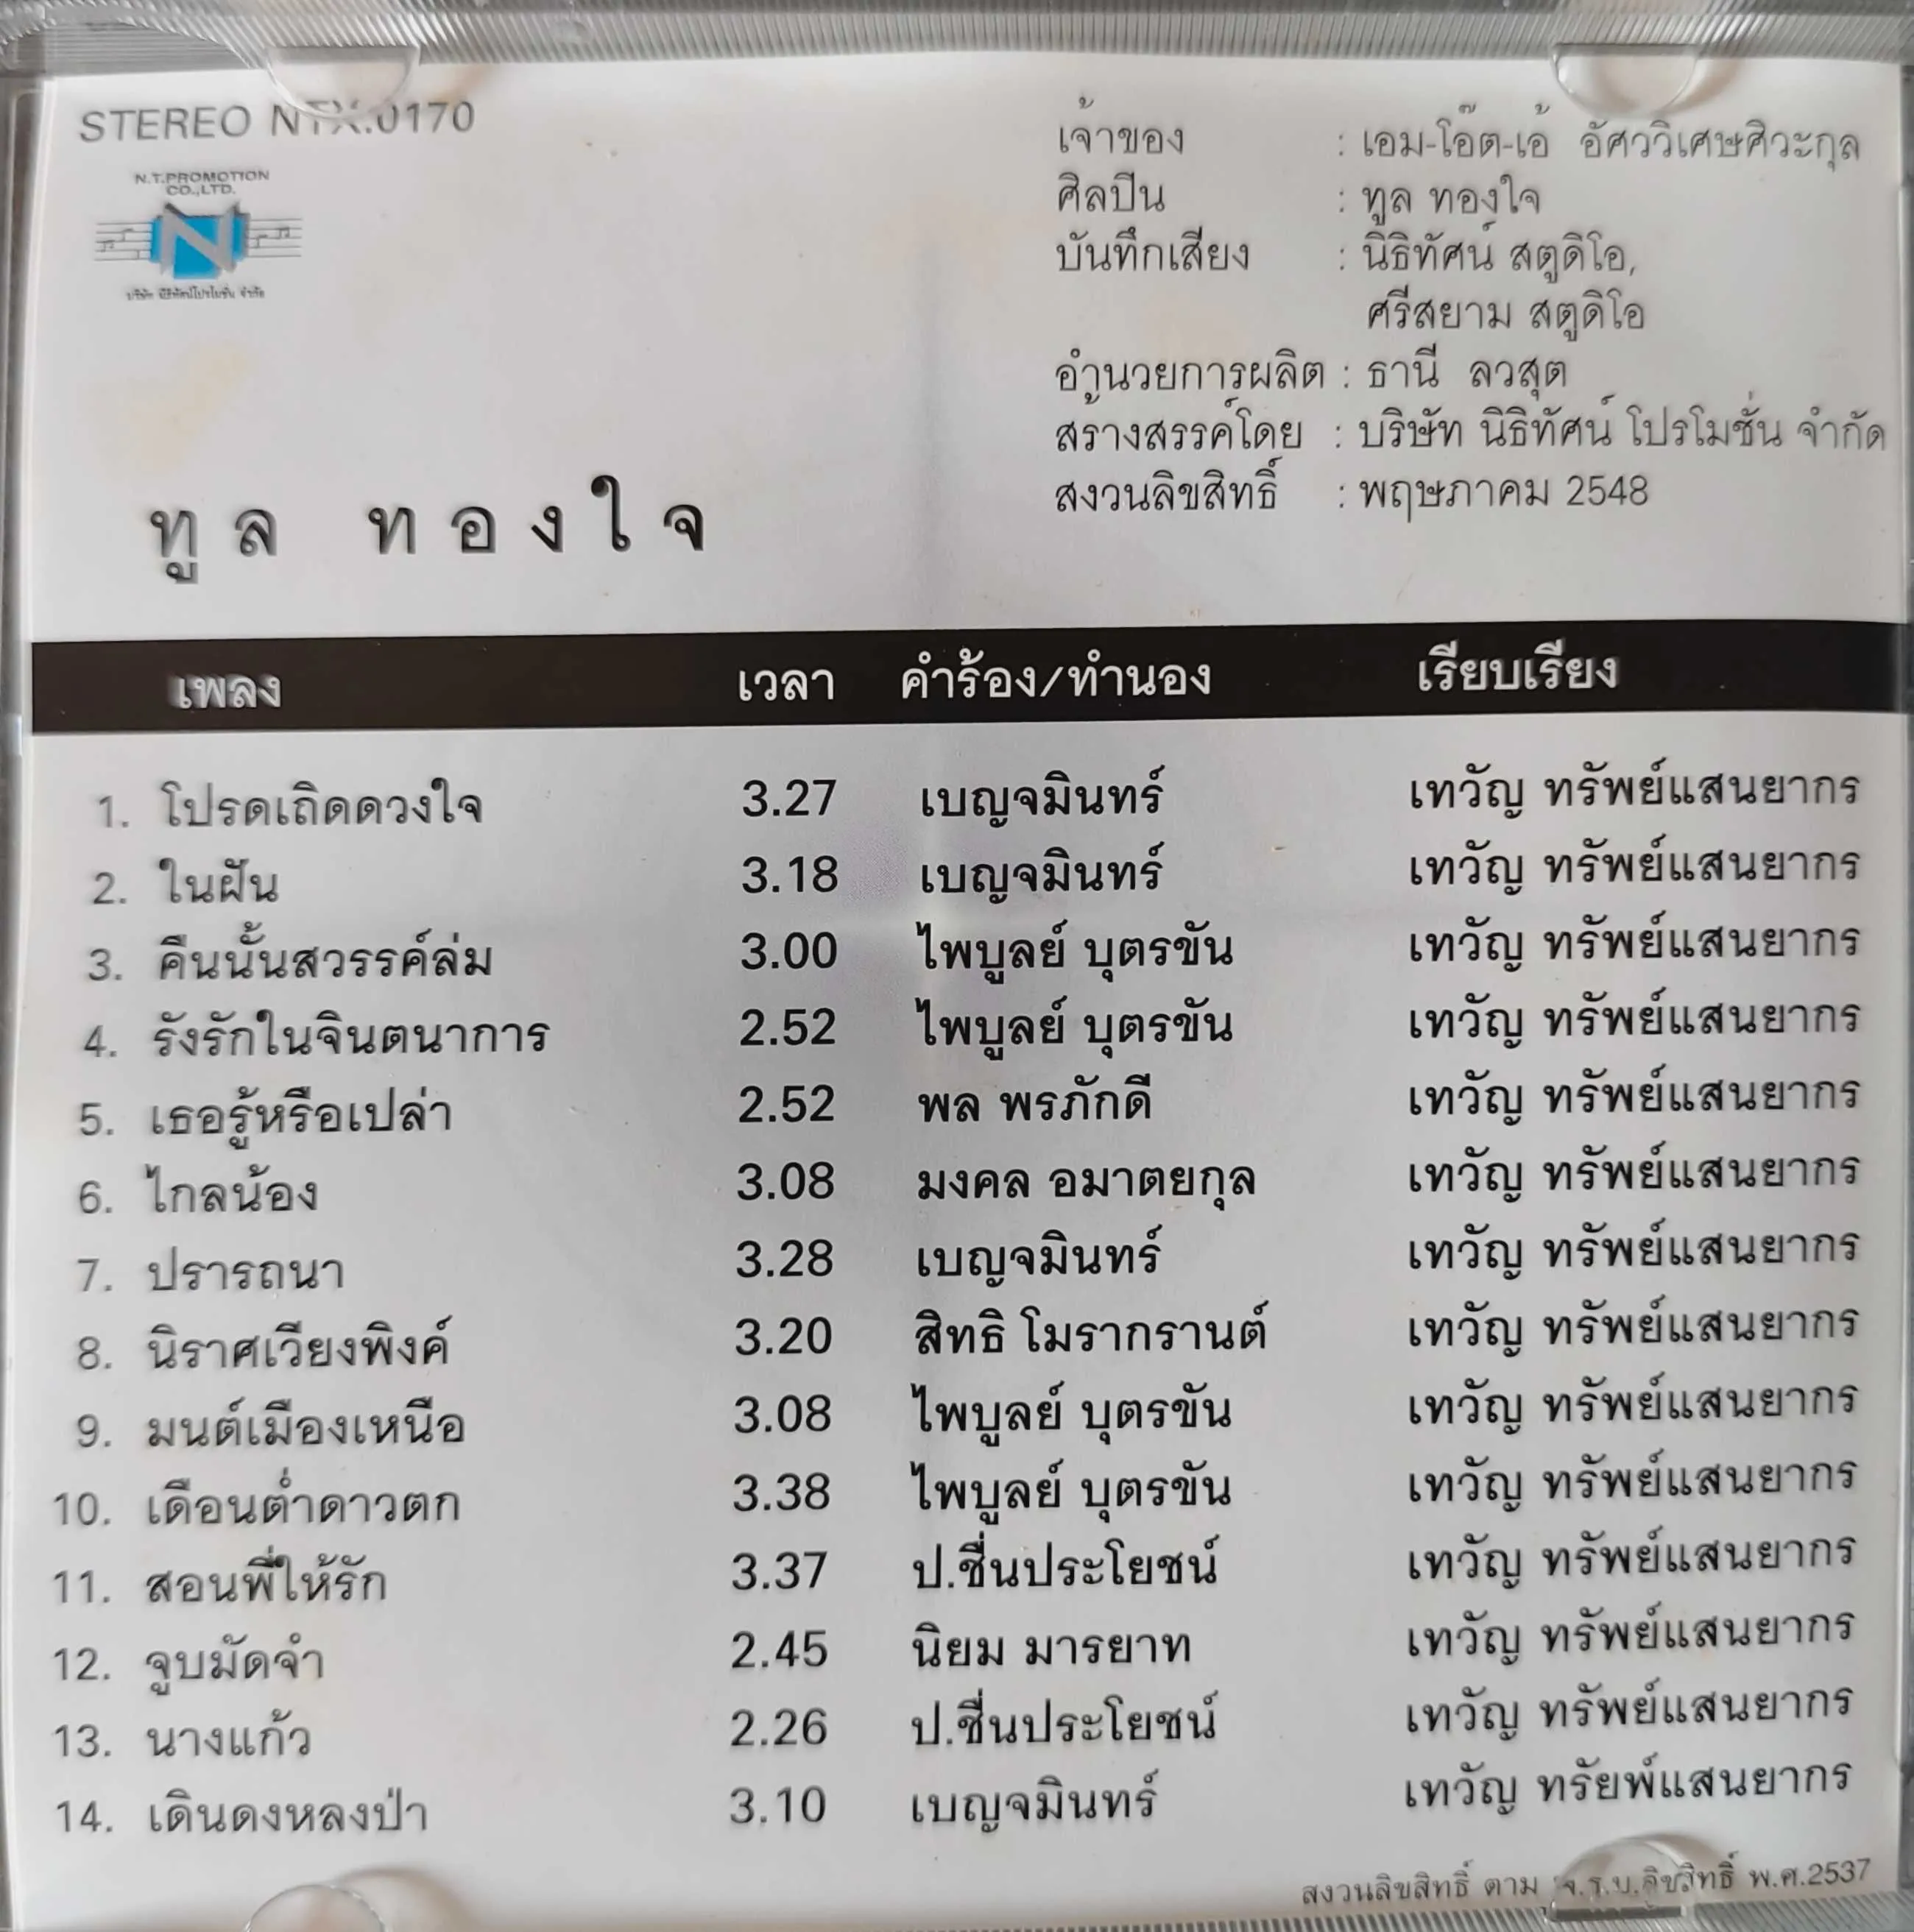 STEREO NTX.0170
N.T.PROMOTION
CO.,LTD.
บริษัท นิธิทัศน์โปรโมชั่น จำกัด
เจ้าของ : เอม-โอ๊ต-เอ้ อัศววิเศษศิวะกุล
ศิลปิน : ทูล ทองใจ
บันทึกเสียง : นิธิทัศน์ สตูดิโอ,
ศรีสยาม สตูดิโอ
อำนวยการผลิต : ธานี ลวสุต
สร้างสรรค์โดย : บริษัท นิธิทัศน์ โปรโมชั่น จำกัด
สงวนลิขสิทธิ์ : พฤษภาคม 2548
ทูล ทองใจ
เพลง เวลา คำร้อง/ทำนอง เรียบเรียง
1. โปรดเถิดดวงใจ 3.27 เบญจมินทร์ เทวัญ ทรัพย์แสนยากร
2. ในฝัน 3.18 เบญจมินทร์ เทวัญ ทรัพย์แสนยากร
3. คืนนั้นสวรรค์ล่ม 3.00 ไพบูลย์ บุตรขัน เทวัญ ทรัพย์แสนยากร
4. รังรักในจินตนาการ 2.52 ไพบูลย์ บุตรขัน เทวัญ ทรัพย์แสนยากร
5. เธอรู้หรือเปล่า 2.52 พล พรภักดี เทวัญ ทรัพย์แสนยากร
6. ไกลน้อง 3.08 มงคล อมาตยกุล เทวัญ ทรัพย์แสนยากร
7. ปรารถนา 3.28 เบญจมินทร์ เทวัญ ทรัพย์แสนยากร
8. นิราศเวียงพิงค์ 3.20 สิทธิ โมรากรานต์ เทวัญ ทรัพย์แสนยากร
9. มนต์เมืองเหนือ 3.08 ไพบูลย์ บุตรขัน เทวัญ ทรัพย์แสนยากร
10. เดือนต่ำดาวตก 3.38 ไพบูลย์ บุตรขัน เทวัญ ทรัพย์แสนยากร
11. สอนพี่ให้รัก 3.37 ป.ชื่นประโยชน์ เทวัญ ทรัพย์แสนยากร
12. จูบมัดจำ 2.45 นิยม มารยาท เทวัญ ทรัพย์แสนยากร
13. นางแก้ว 2.26 ป.ชื่นประโยชน์ เทวัญ ทรัพย์แสนยากร
14. เดินดงหลงป่า 3.10 เบญจมินทร์ เทวัญ ทรัยพ์แสนยากร
สงวนลิขสิทธิ์ ตาม จ.ร.บ.ลิขสิทธิ์ พ.ศ.2537